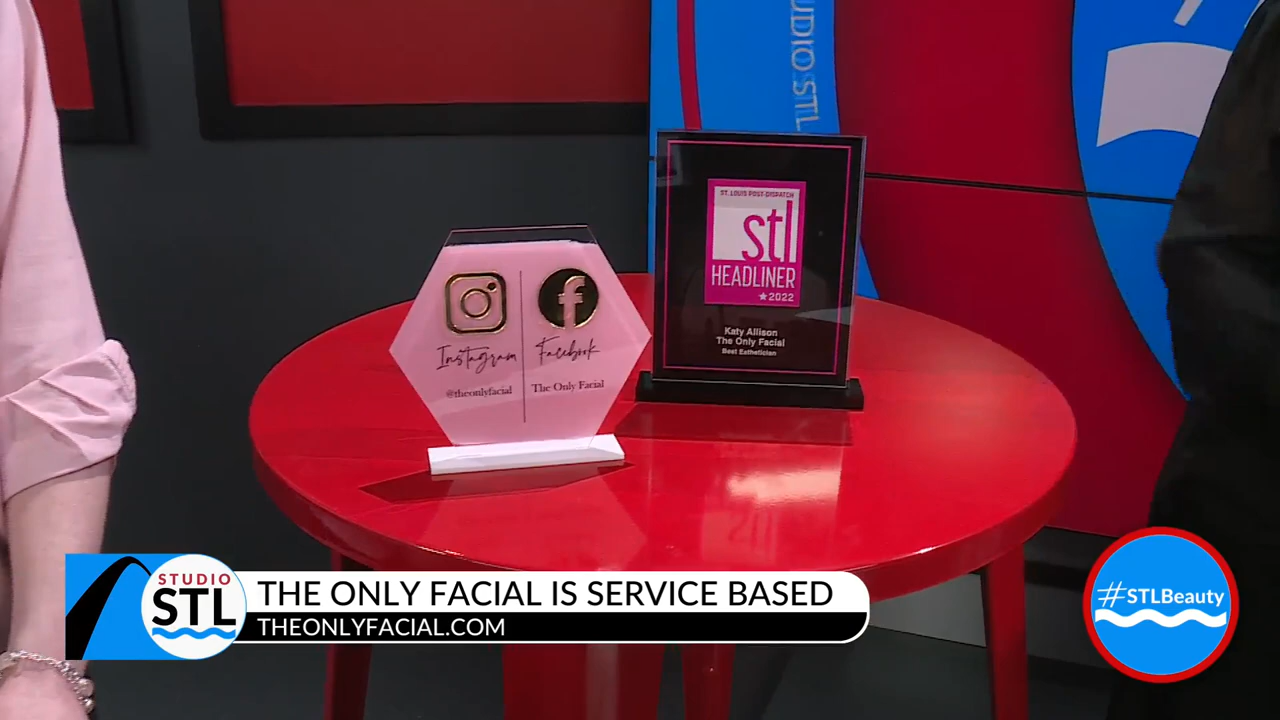 UDIO STL
ST. LOUIS POST-DISPATCH
stl
HEADLINER
★2022
Katy Allison
The Only Facial
Best Esthetician
Instagram
@theonlyfacial
Facebook
The Only Facial
STUDIO
STL
THE ONLY FACIAL IS SERVICE BASED
THEONLYFACIAL.COM
#STLBeauty